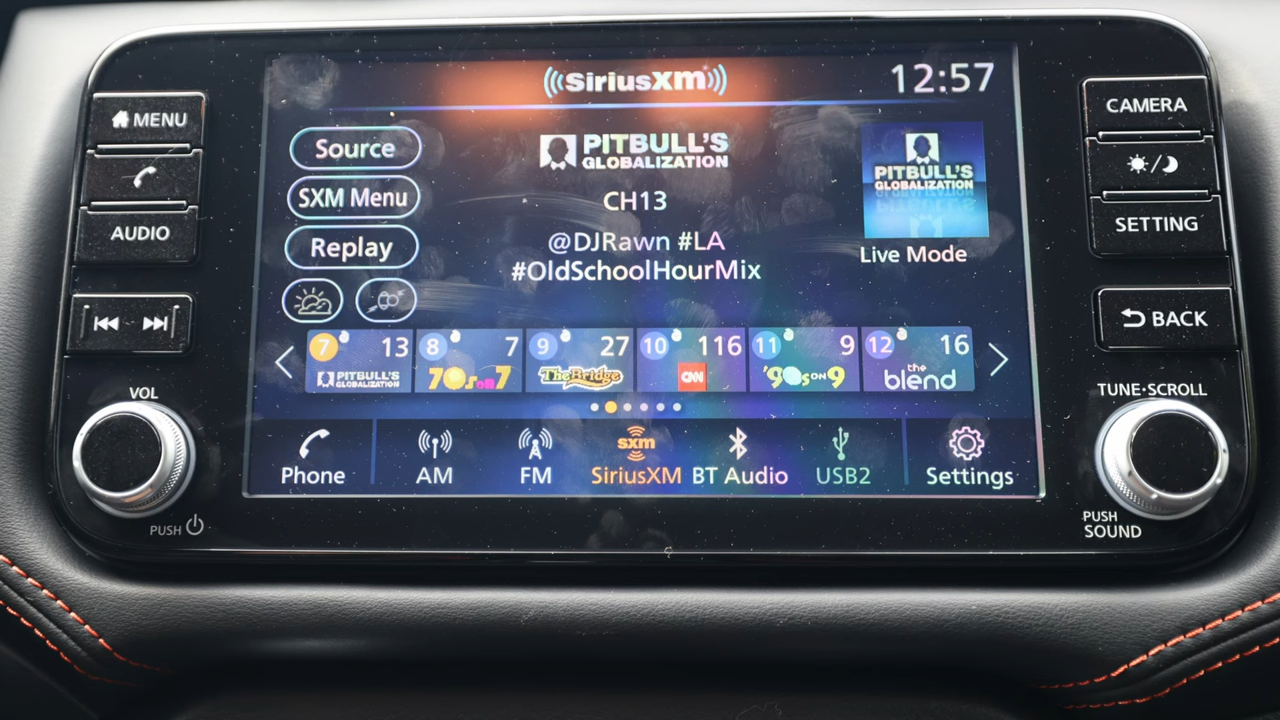 SiriusXM
12:57
MENU
AUDIO
VOL
PUSH
Source
SXM Menu
Replay
PITBULL'S
GLOBALIZATION
CH13
@DJRawn #LA
#OldSchoolHourMix
PITBULL'S
GLOBALIZATION
Live Mode
7 13
PITBULL'S
GLOBALIZATION
8 7
70s on 7
9 27
The Bridge
10 116
CNN
11 9
'90s ON 9
12 16
the
blend
Phone
AM
FM
sxm
SiriusXM
BT Audio
USB2
Settings
CAMERA
SETTING
BACK
TUNE·SCROLL
PUSH
SOUND